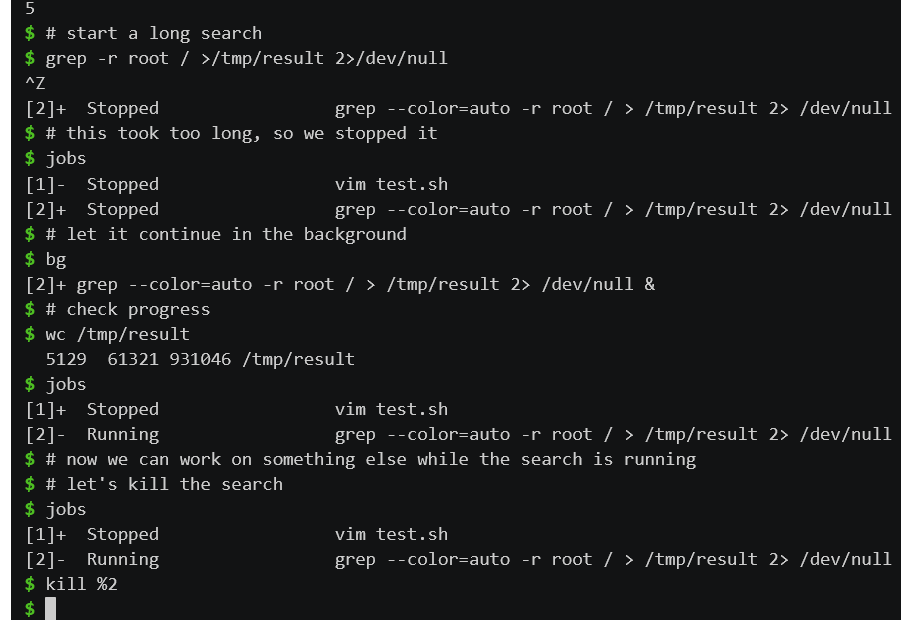 5
$ # start a long search
$ grep -r root / >/tmp/result 2>/dev/null
^Z
[2]+  Stopped                 grep --color=auto -r root / > /tmp/result 2> /dev/null
$ # this took too long, so we stopped it
$ jobs
[1]-  Stopped                 vim test.sh
[2]+  Stopped                 grep --color=auto -r root / > /tmp/result 2> /dev/null
$ # let it continue in the background
$ bg
[2]+ grep --color=auto -r root / > /tmp/result 2> /dev/null &
$ # check progress
$ wc /tmp/result
  5129  61321 931046 /tmp/result
$ jobs
[1]+  Stopped                 vim test.sh
[2]-  Running                 grep --color=auto -r root / > /tmp/result 2> /dev/null
$ # now we can work on something else while the search is running
$ # let's kill the search
$ jobs
[1]+  Stopped                 vim test.sh
[2]-  Running                 grep --color=auto -r root / > /tmp/result 2> /dev/null
$ kill %2
$